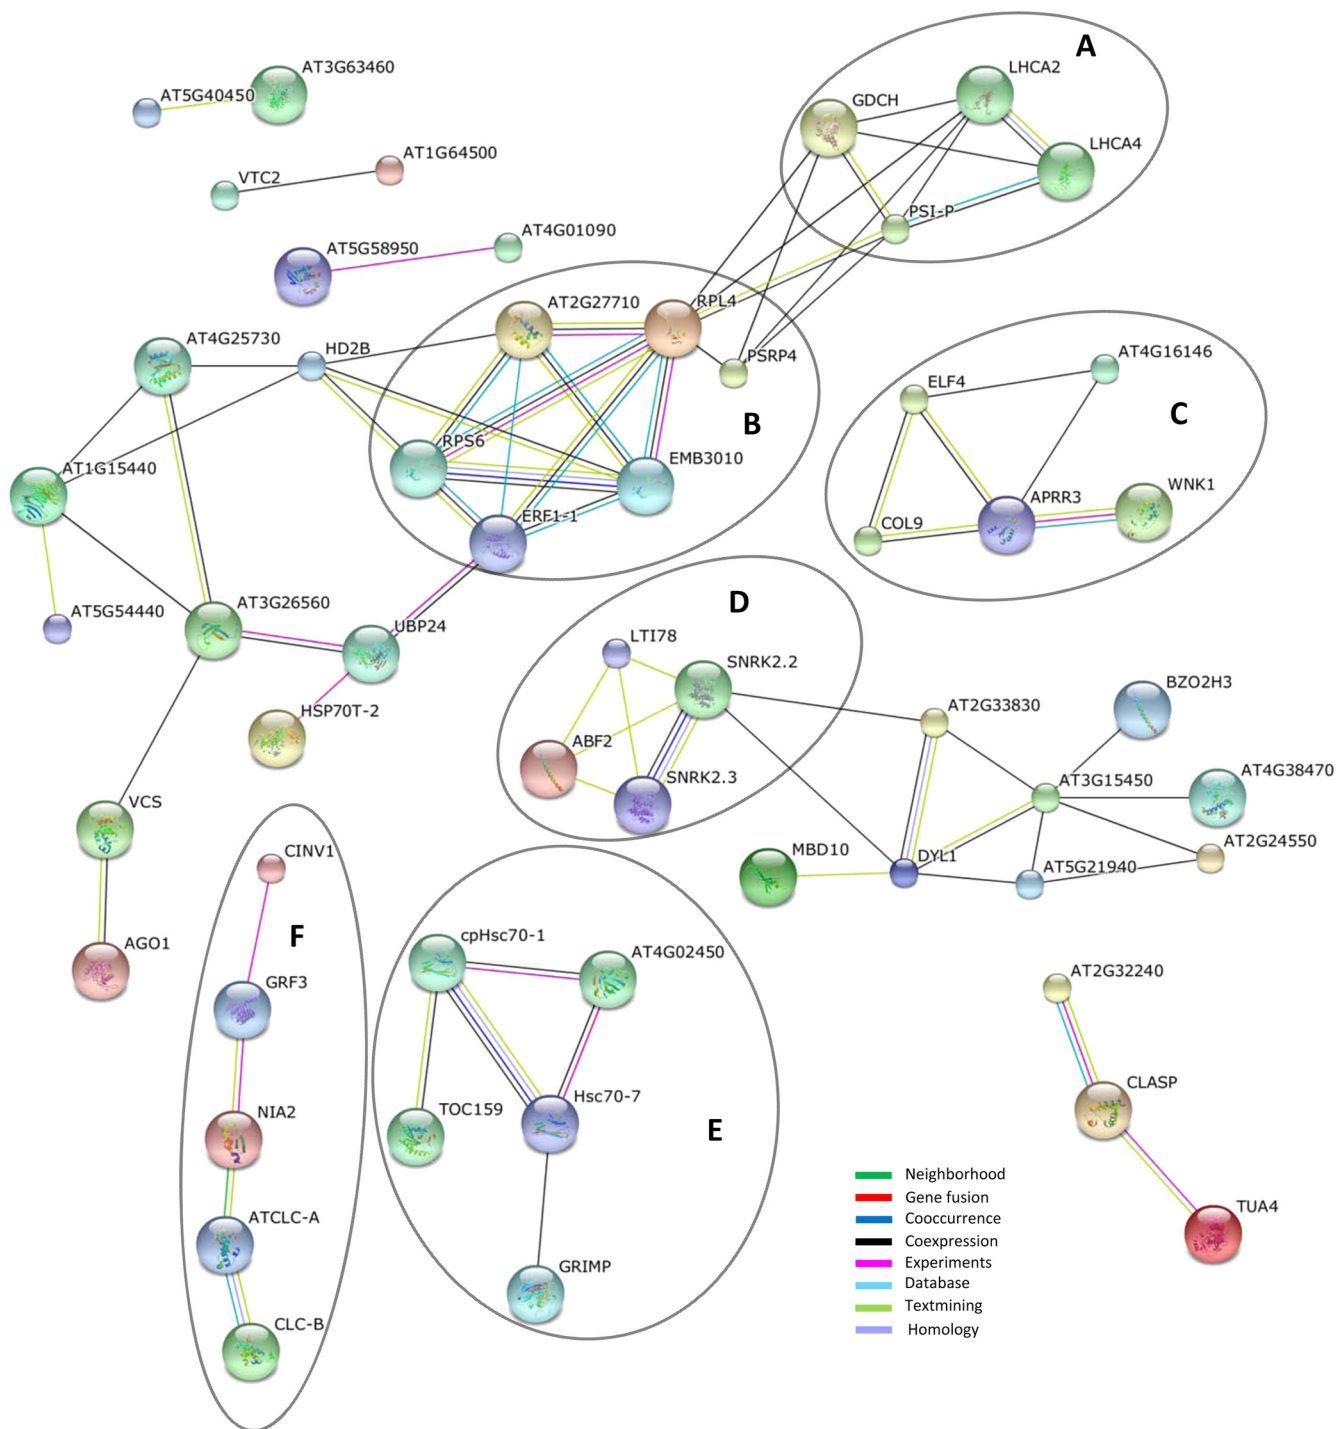 A
AT3G63460
LHCA2
AT5G40450
GDCH
AT1G64500
LHCA4
VTC2
PSI-P
AT5G58950
AT4G01090
AT2G27710
RPL4
AT4G25730
HD2B
PSRP4
AT4G16146
ELF4
C
B
RPS6
EMB3010
AT1G15440
WNK1
APRR3
ERF1-1
COL9
AT5G54440
AT3G26560
D
UBP24
LTI78
SNRK2.2
BZO2H3
AT2G33830
HSP70T-2
ABF2
AT4G38470
SNRK2.3
AT3G15450
VCS
AT2G24550
CINV1
MBD10
DYL1
AT5G21940
F
cpHsc70-1
AGO1
AT4G02450
AT2G32240
GRF3
CLASP
Hsc70-7
TOC159
NIA2
E
Neighborhood
Gene fusion
TUA4
ATCLC-A
Cooccurrence
Coexpression
Experiments
GRIMP
Database
Textmining
CLC-B
Homology